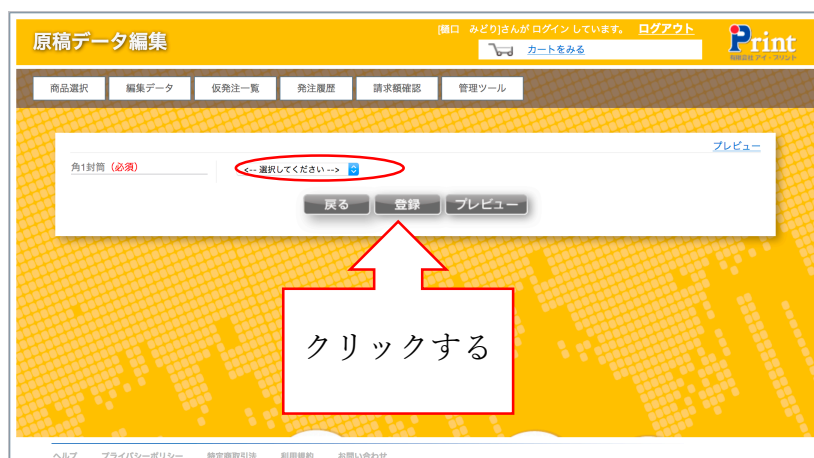 原稿データ編集
[樋口　みどり]さんが ログイン しています。 ログアウト
カートをみる
Print
有限会社 アイ・プリント
商品選択 編集データ 仮発注一覧 発注履歴 請求額確認 管理ツール
プレビュー
角1封筒 (必須) <-- 選択してください -->
戻る 登録 プレビュー
クリックする
ヘルプ プライバシーポリシー 特定商取引法 利用規約 お問い合わせ